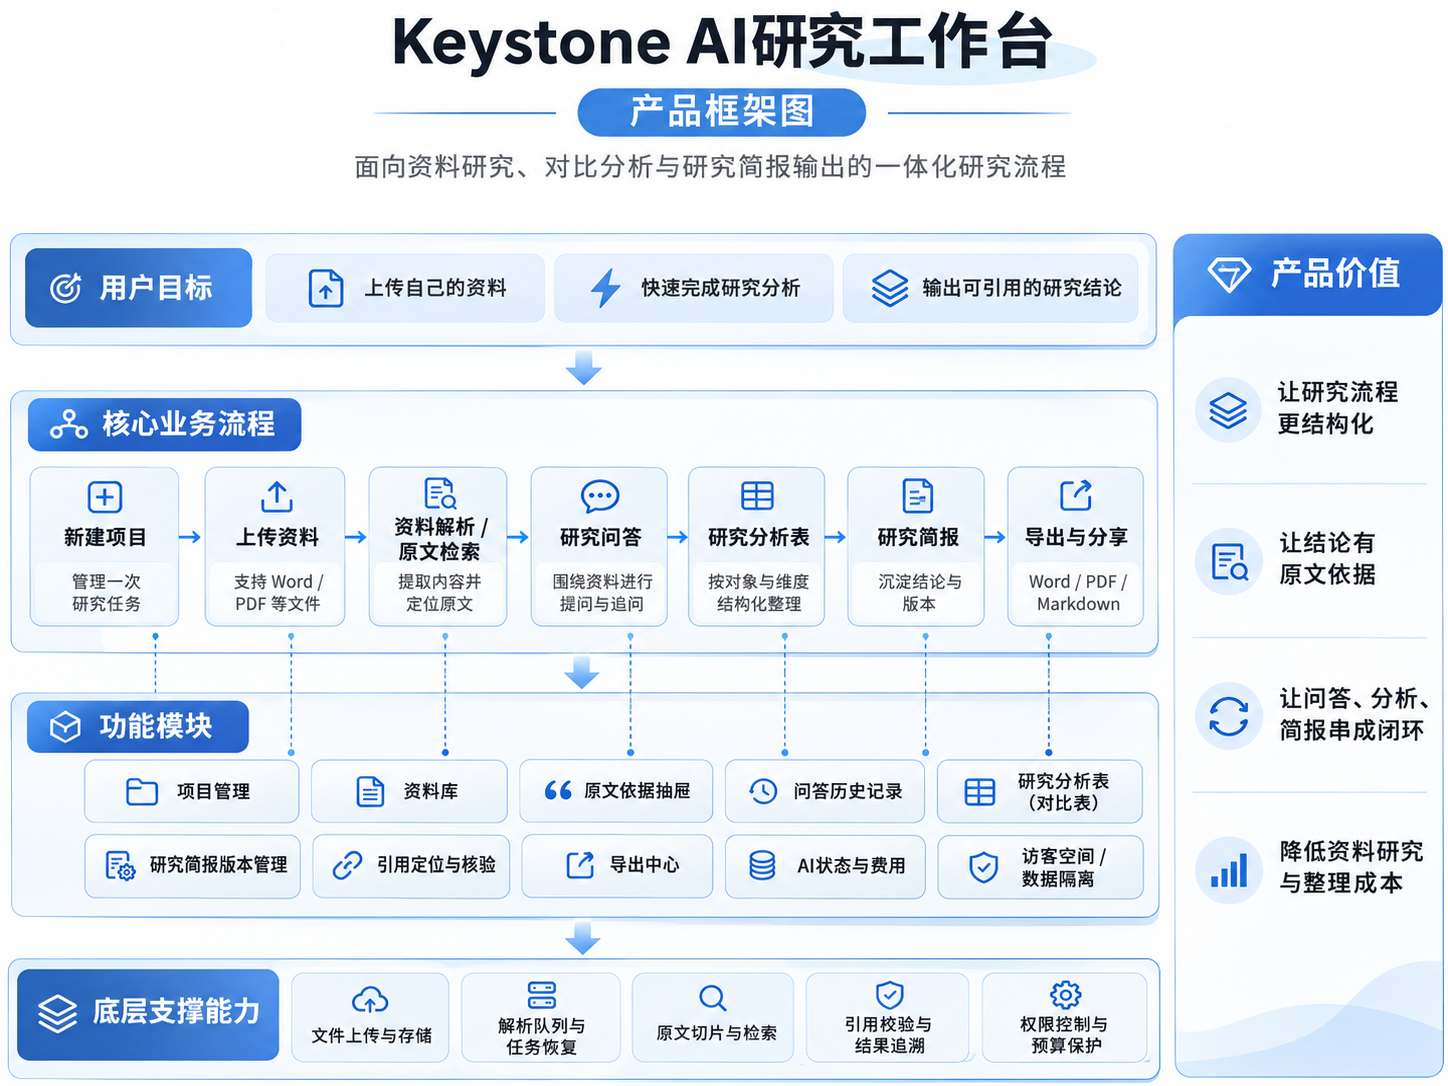 Keystone AI研究工作台
产品框架图
面向资料研究、对比分析与研究简报输出的一体化研究流程
用户目标
上传自己的资料
快速完成研究分析
输出可引用的研究结论
核心业务流程
新建项目
管理一次
研究任务
上传资料
支持 Word /
PDF 等文件
资料解析 /
原文检索
提取内容并
定位原文
研究问答
围绕资料进行
提问与追问
研究分析表
按对象与维度
结构化整理
研究简报
沉淀结论与
版本
导出与分享
Word / PDF /
Markdown
功能模块
项目管理
资料库
原文依据抽屉
问答历史记录
研究分析表
（对比表）
研究简报版本管理
引用定位与核验
导出中心
AI状态与费用
访客空间 /
数据隔离
底层支撑能力
文件上传与存储
解析队列与
任务恢复
原文切片与检索
引用校验与
结果追溯
权限控制与
预算保护
产品价值
让研究流程
更结构化
让结论有
原文依据
让问答、分析、
简报串成闭环
降低资料研究
与整理成本